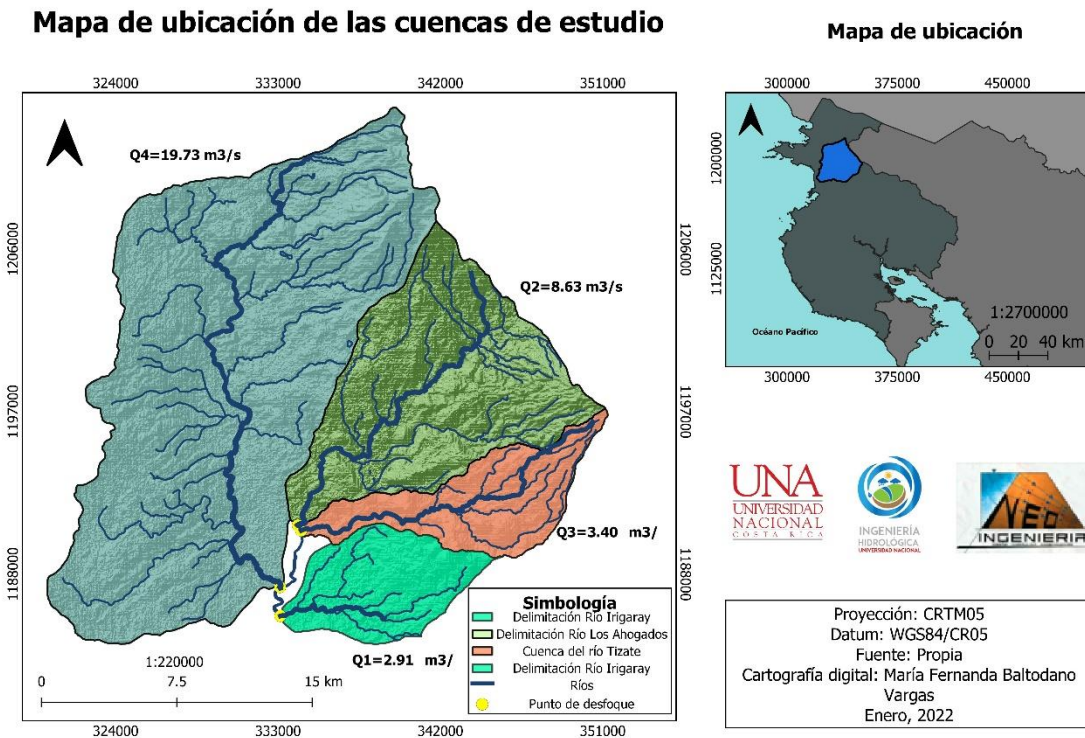 Mapa de ubicación de las cuencas de estudio
324000 333000 342000 351000
Q4=19.73 m3/s
1206000
1206000
Q2=8.63 m3/s
1197000
1197000
Q3=3.40 m3/
1188000
1188000
Simbología
Delimitación Río Irigaray
Delimitación Río Los Ahogados
Cuenca del río Tizate
Delimitación Río Irigaray
Ríos
Punto de desfoque
Q1=2.91 m3/
1:220000
0 7.5 15 km
324000 333000 342000 351000
Mapa de ubicación
300000 375000 450000
1200000
1125000
Océano Pacífico
1:2700000
0 20 40 km
300000 375000 450000
UNA
UNIVERSIDAD
NACIONAL
COSTA RICA
INGENIERÍA
HIDROLÓGICA
UNIVERSIDAD NACIONAL
NEO
INGENIERIA
Proyección: CRTM05
Datum: WGS84/CR05
Fuente: Propia
Cartografía digital: María Fernanda Baltodano
Vargas
Enero, 2022